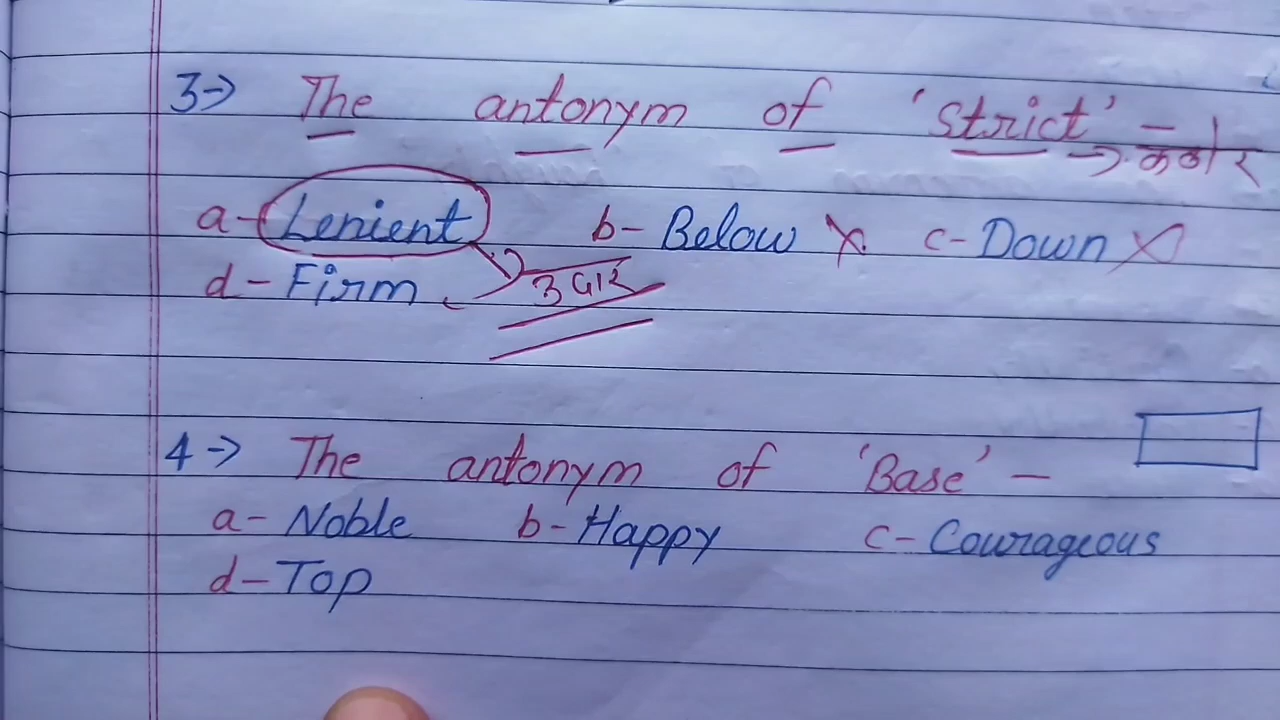 3→ The antonym of 'Strict' –
→ कठोर
a- Lenient b- Below c- Down
d- Firm उदार
4→ The antonym of 'Base' –
a- Noble b- Happy c- Courageous
d- Top